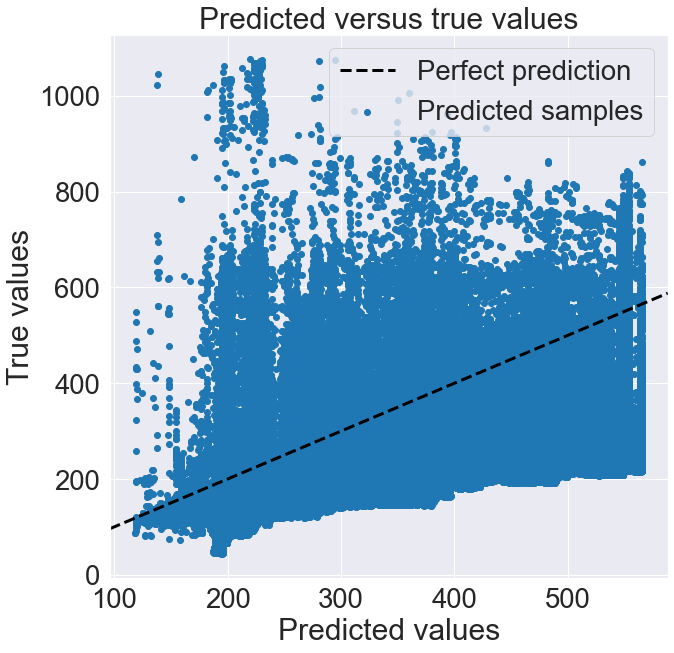 Predicted versus true values
Perfect prediction
Predicted samples
True values
1000
800
600
400
200
0
100 200 300 400 500
Predicted values